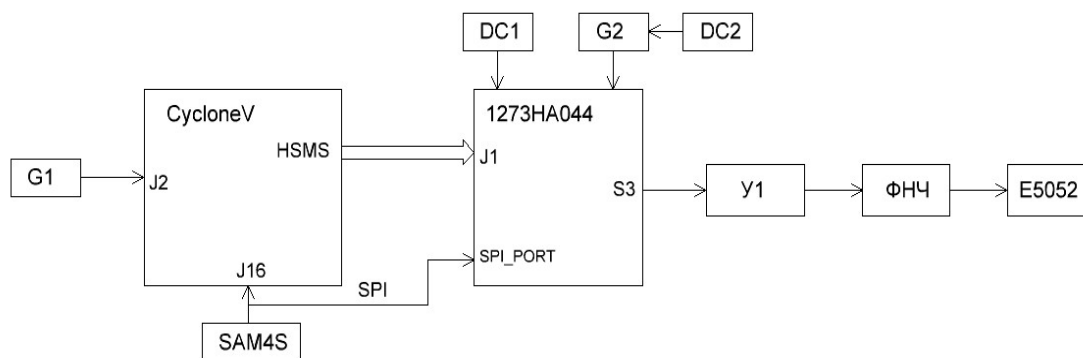 DC1
G2
DC2
CycloneV
1273HA044
HSMS
J1
G1
J2
S3
У1
ФНЧ
E5052
SPI_PORT
J16
SPI
SAM4S